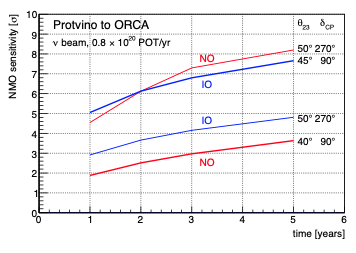 Protvino to ORCA
ν beam, 0.8 × 10²⁰ POT/yr
θ₂₃ δ_CP
NMO sensitivity [σ]
10
9
8
7
6
5
4
3
2
1
0
NO
50° 270°
45° 90°
IO
IO
50° 270°
40° 90°
NO
0 1 2 3 4 5 6
time [years]